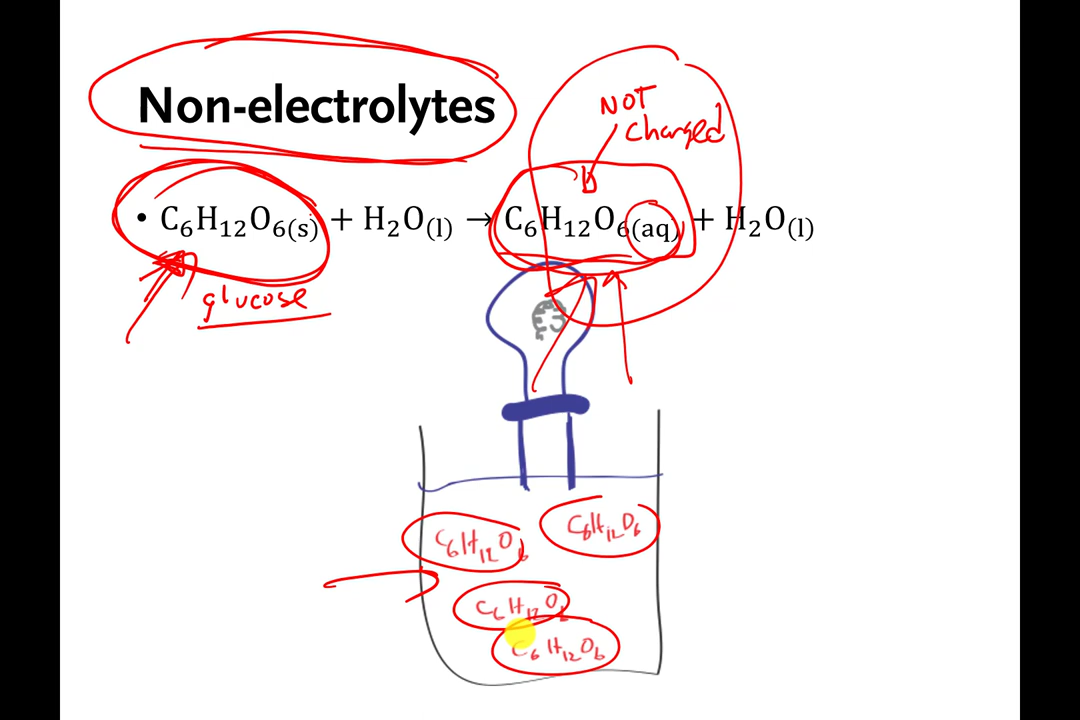 Non-electrolytes
NOT
charged
• C₆H₁₂O₆₍ₛ₎ + H₂O₍ₗ₎ → C₆H₁₂O₆(aq) + H₂O₍ₗ₎
glucose
C₆H₁₂O₆ C₆H₁₂O₆
C₆H₁₂O₆
C₆H₁₂O₆